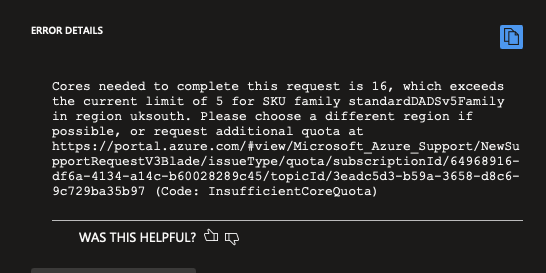 ERROR DETAILS
Cores needed to complete this request is 16, which exceeds
the current limit of 5 for SKU family standardDADSv5Family
in region uksouth. Please choose a different region if
possible, or request additional quota at
https://portal.azure.com/#view/Microsoft_Azure_Support/NewSu
pportRequestV3Blade/issueType/quota/subscriptionId/64968916-
df6a-4134-a14c-b60028289c45/topicId/3eadc5d3-b59a-3658-d8c6-
9c729ba35b97 (Code: InsufficientCoreQuota)
WAS THIS HELPFUL?